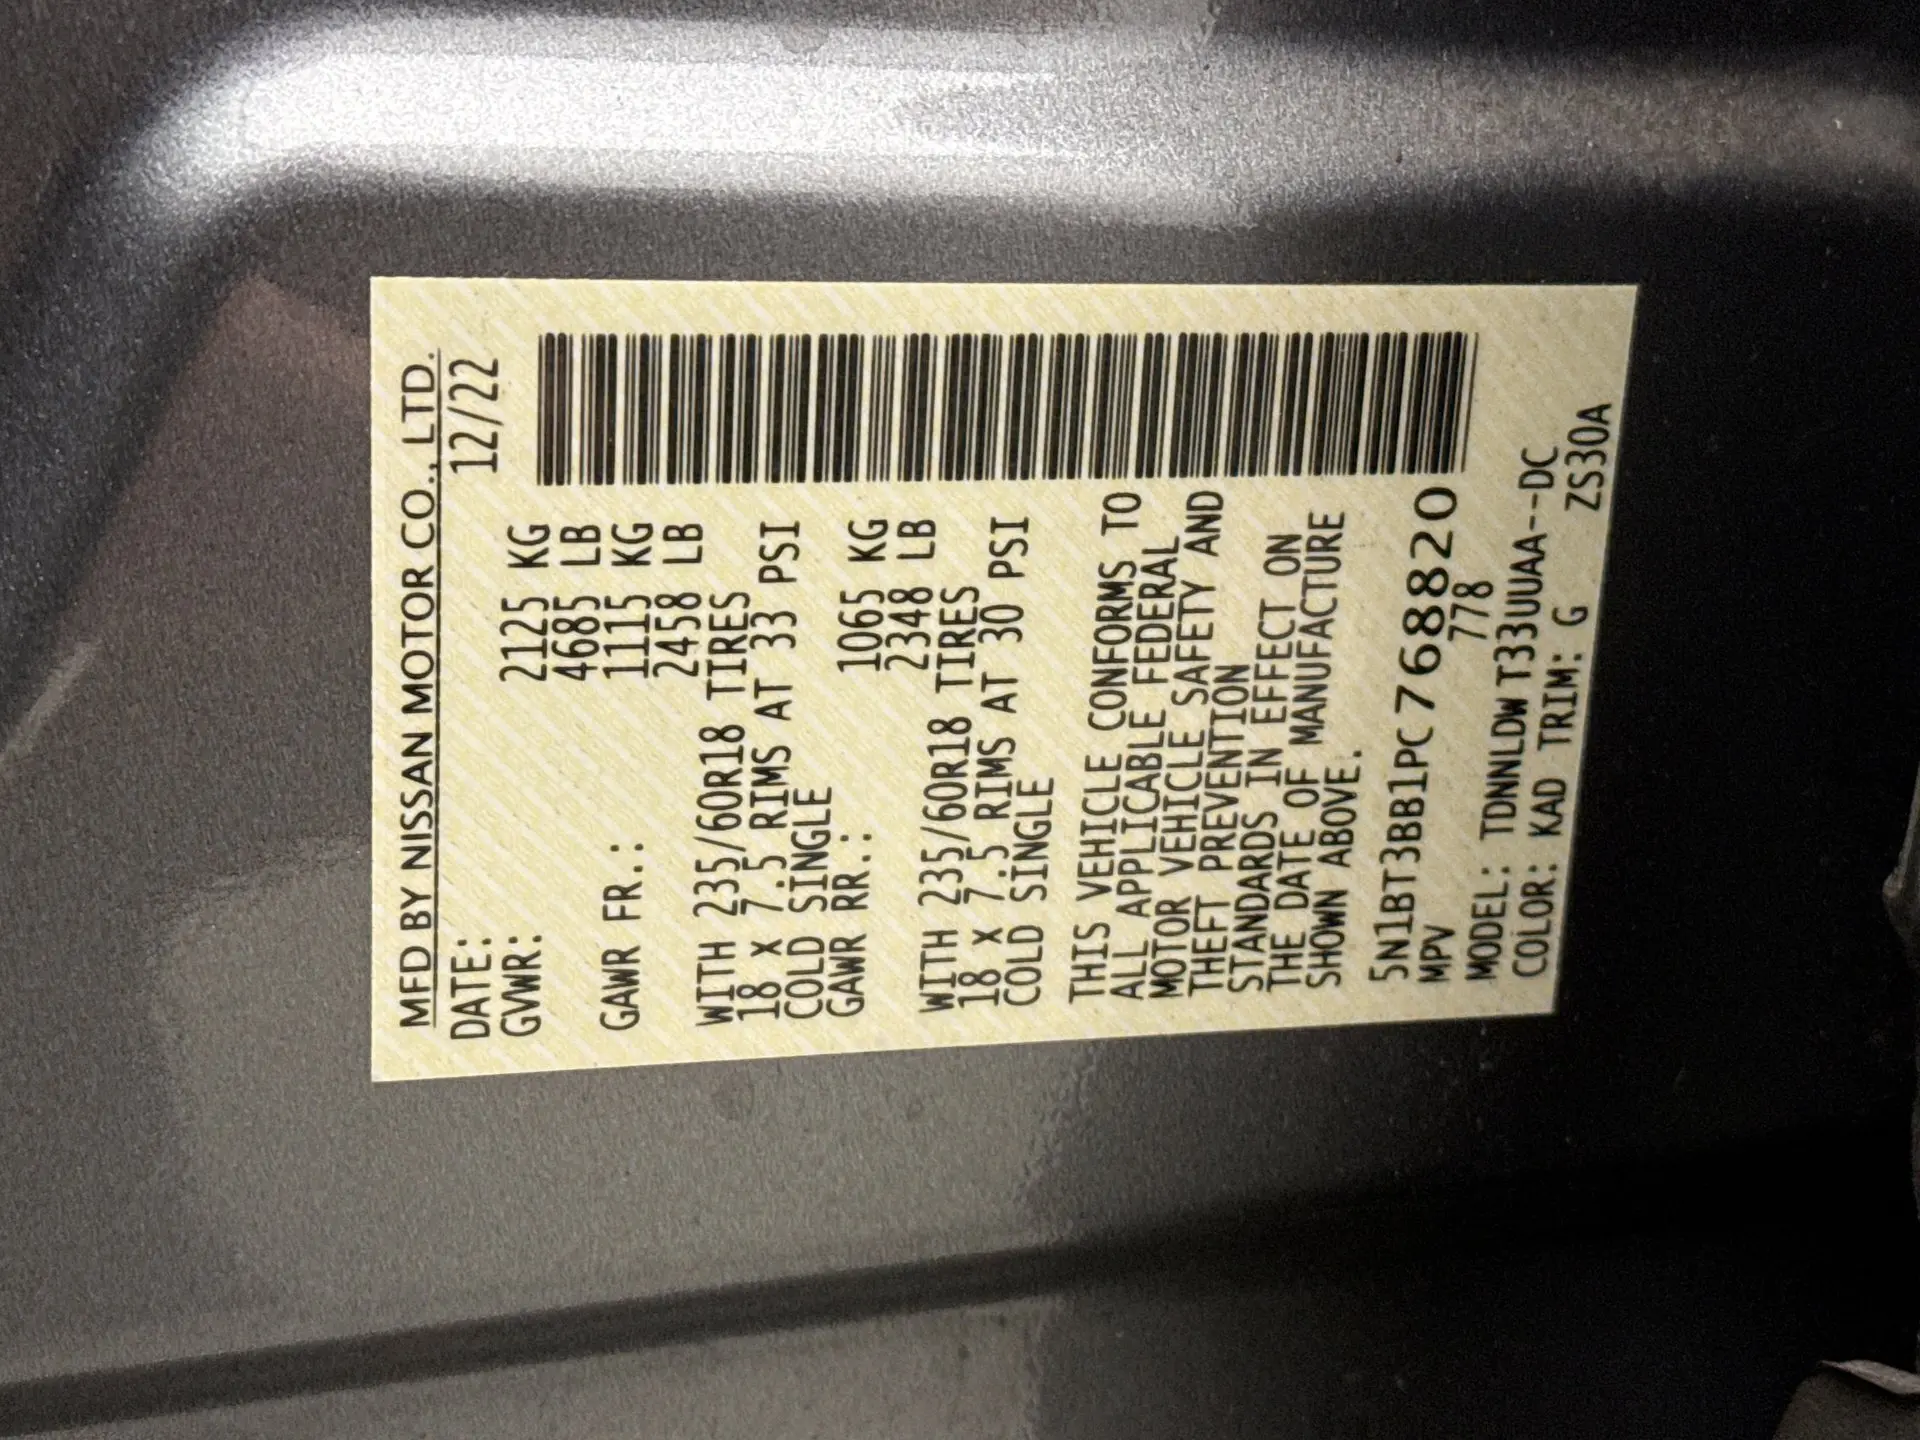 MFD BY NISSAN MOTOR CO., LTD.
DATE: 12/22
GVWR: 2125 KG
4685 LB
GAWR FR.: 1115 KG
2458 LB
WITH 235/60R18 TIRES
18 X 7.5 RIMS AT 33 PSI
COLD SINGLE
GAWR RR.: 1065 KG
2348 LB
WITH 235/60R18 TIRES
18 X 7.5 RIMS AT 30 PSI
COLD SINGLE
THIS VEHICLE CONFORMS TO
ALL APPLICABLE FEDERAL
MOTOR VEHICLE SAFETY AND
THEFT PREVENTION
STANDARDS IN EFFECT ON
THE DATE OF MANUFACTURE
SHOWN ABOVE.
5N1BT3BB1PC768820
MPV 778
MODEL: TDNNLDW T33UUAA--DC
COLOR: KAD TRIM: G ZS30A